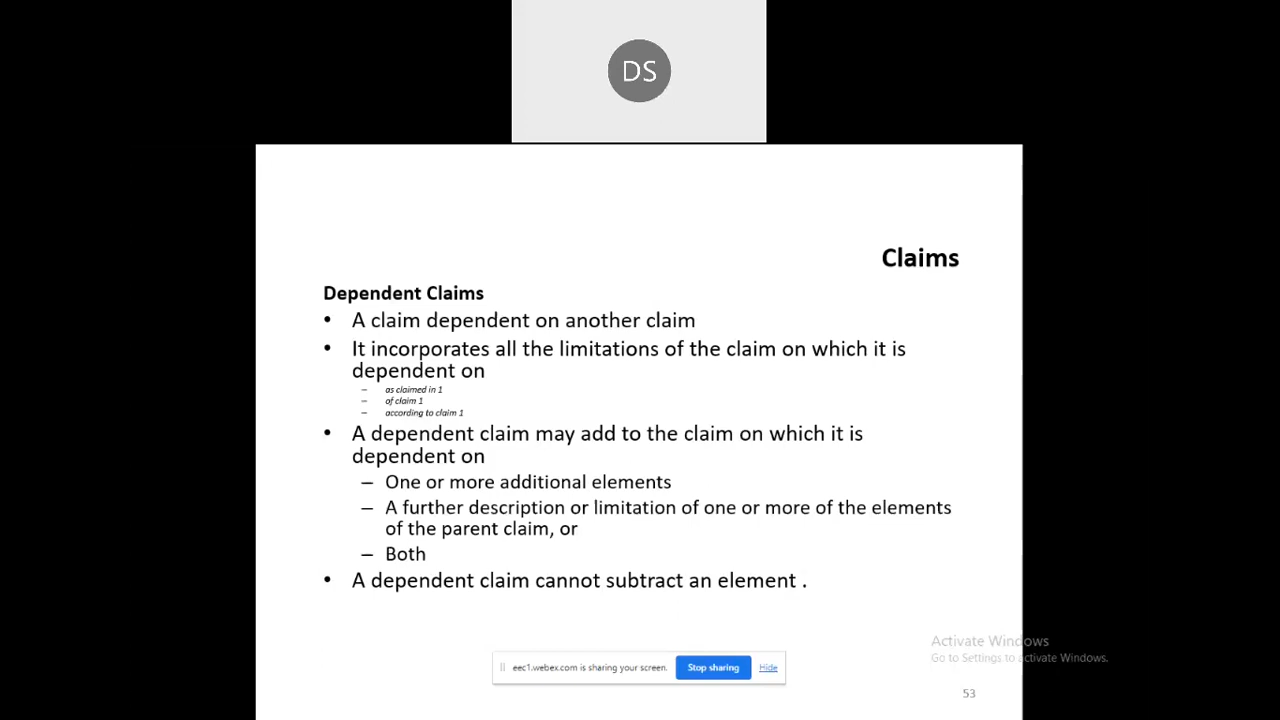 DS
Claims
Dependent Claims
• A claim dependent on another claim
• It incorporates all the limitations of the claim on which it is
dependent on
– as claimed in 1
– of claim 1
– according to claim 1
• A dependent claim may add to the claim on which it is
dependent on
– One or more additional elements
– A further description or limitation of one or more of the elements
of the parent claim, or
– Both
• A dependent claim cannot subtract an element .
Activate Windows
Go to Settings to activate Windows.
eec1.webex.com is sharing your screen. Stop sharing Hide
53